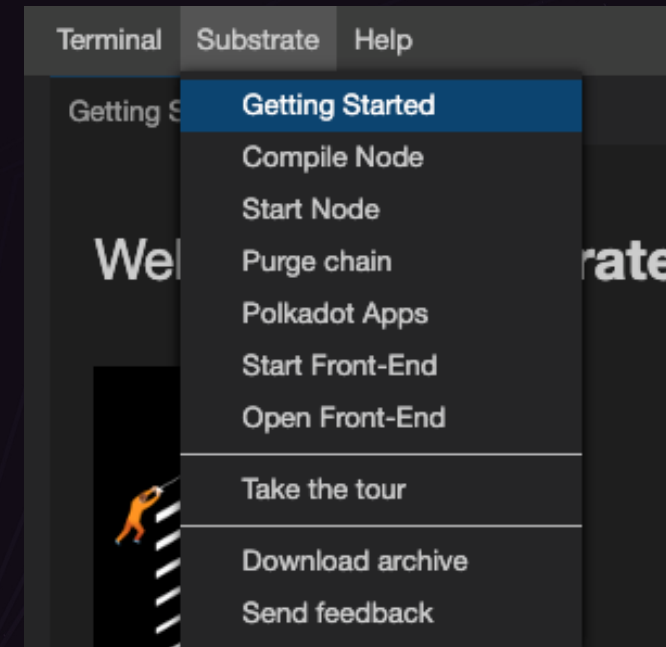 Terminal Substrate Help
Getting S
Getting Started
Compile Node
Start Node
Wel rate
Purge chain
Polkadot Apps
Start Front-End
Open Front-End
Take the tour
Download archive
Send feedback